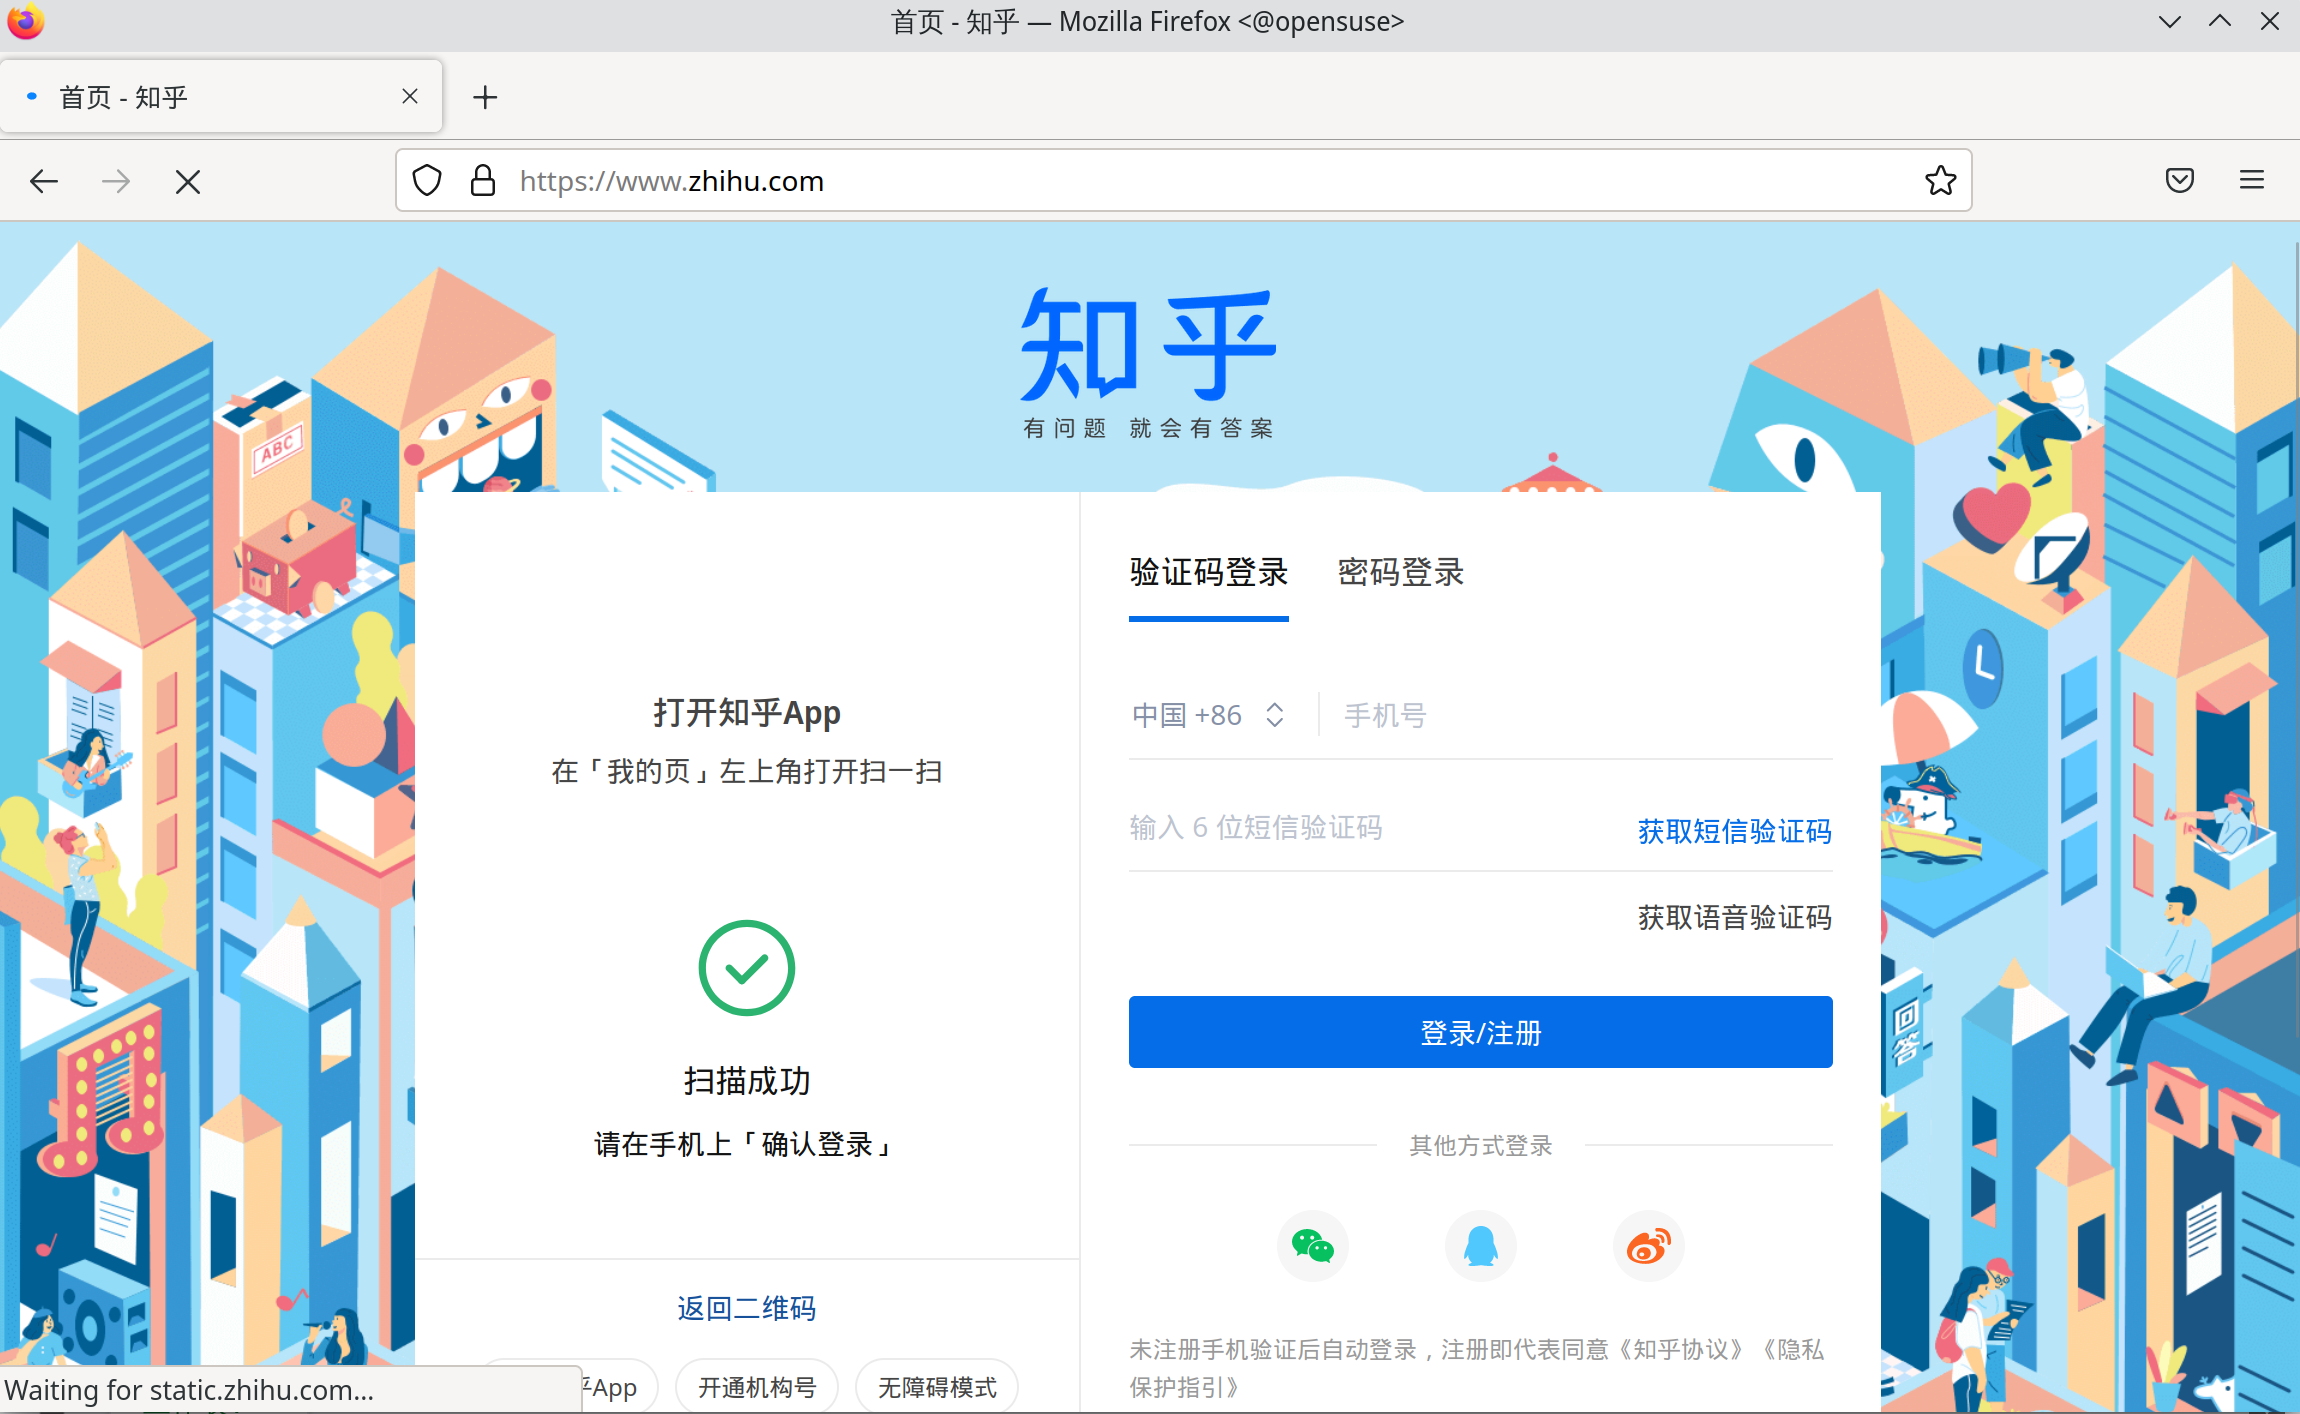 首页 - 知乎 — Mozilla Firefox <@opensuse>
首页 - 知乎
https://www.zhihu.com
知乎
有问题 就会有答案
ABC
验证码登录 密码登录
打开知乎App
在「我的页」左上角打开扫一扫
中国 +86 手机号
输入 6 位短信验证码 获取短信验证码
获取语音验证码
扫描成功
请在手机上「确认登录」
登录/注册
回答
其他方式登录
返回二维码
未注册手机验证后自动登录，注册即代表同意《知乎协议》《隐私
保护指引》
App 开通机构号 无障碍模式
Waiting for static.zhihu.com...